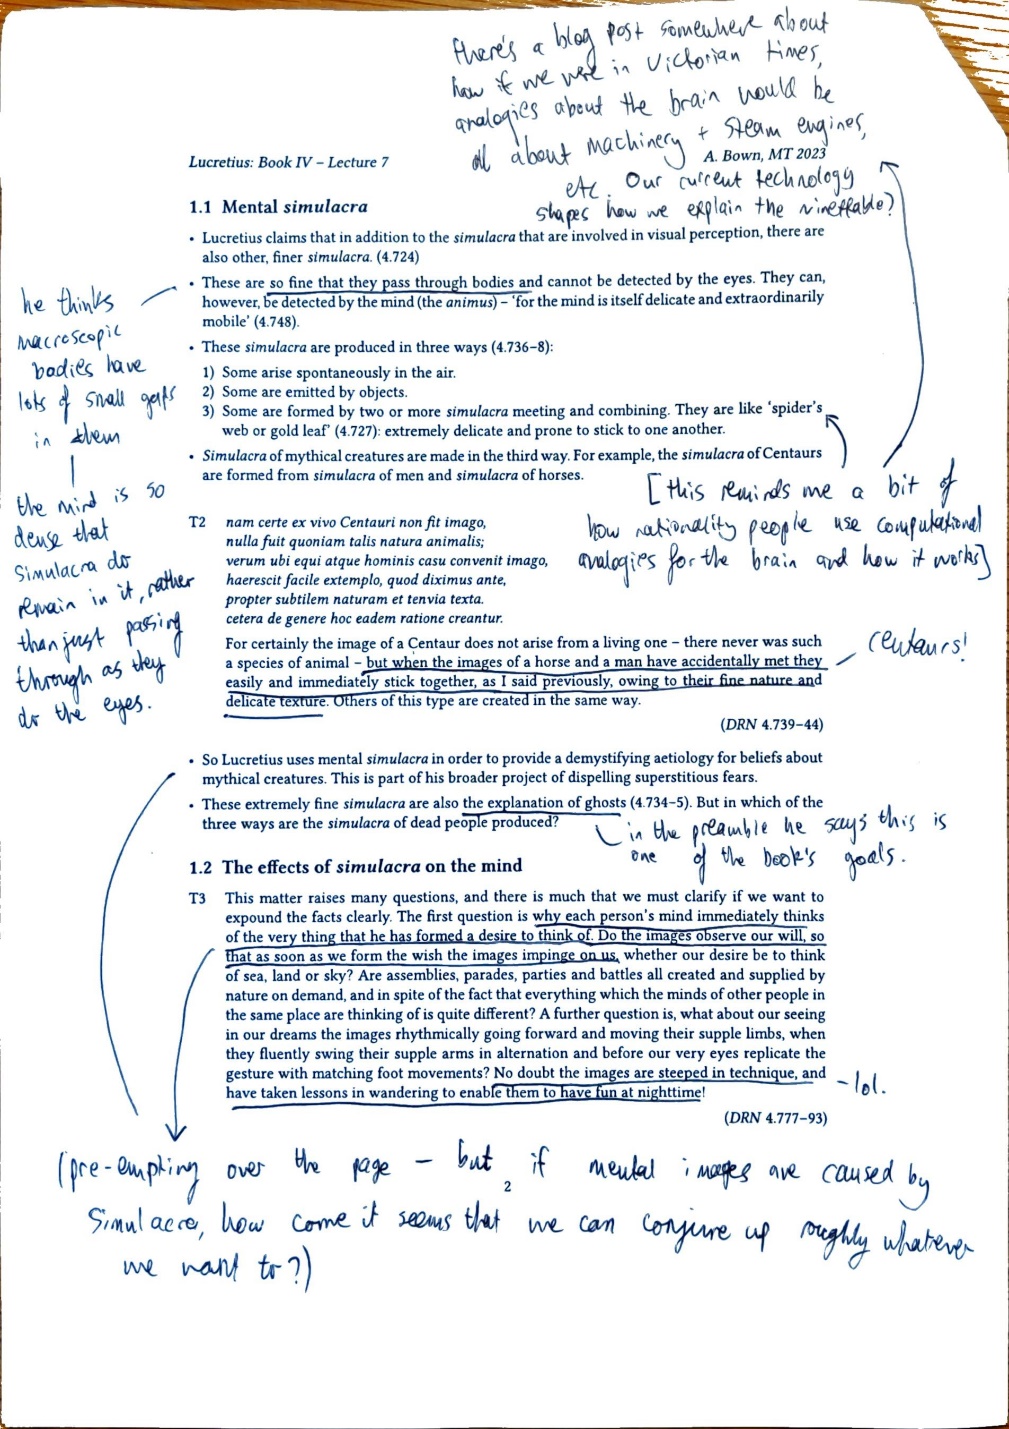 there's a blog post somewhere about
how if we were in Victorian times,
analogies about the brain would be
all about machinery + steam engines,
etc. Our current technology
shapes how we explain the ineffable?
Lucretius: Book IV – Lecture 7
A. Bown, MT 2023
1.1 Mental simulacra
• Lucretius claims that in addition to the simulacra that are involved in visual perception, there are
also other, finer simulacra. (4.724)
• These are so fine that they pass through bodies and cannot be detected by the eyes. They can,
however, be detected by the mind (the animus) – 'for the mind is itself delicate and extraordinarily
mobile' (4.748).
he thinks
macroscopic
bodies have
lots of small gaps
in them
the mind is so
dense that
simulacra do
remain in it, rather
than just passing
through as they
do the eyes.
• These simulacra are produced in three ways (4.736–8):
1) Some arise spontaneously in the air.
2) Some are emitted by objects.
3) Some are formed by two or more simulacra meeting and combining. They are like 'spider's
web or gold leaf' (4.727): extremely delicate and prone to stick to one another.
• Simulacra of mythical creatures are made in the third way. For example, the simulacra of Centaurs
are formed from simulacra of men and simulacra of horses.
[this reminds me a bit of
how rationality people use computational
analogies for the brain and how it works]
T2 nam certe ex vivo Centauri non fit imago,
nulla fuit quoniam talis natura animalis;
verum ubi equi atque hominis casu convenit imago,
haerescit facile extemplo, quod diximus ante,
propter subtilem naturam et tenvia texta.
cetera de genere hoc eadem ratione creantur.
For certainly the image of a Centaur does not arise from a living one – there never was such
a species of animal – but when the images of a horse and a man have accidentally met they
easily and immediately stick together, as I said previously, owing to their fine nature and
delicate texture. Others of this type are created in the same way.
centaurs!
(DRN 4.739–44)
• So Lucretius uses mental simulacra in order to provide a demystifying aetiology for beliefs about
mythical creatures. This is part of his broader project of dispelling superstitious fears.
• These extremely fine simulacra are also the explanation of ghosts (4.734–5). But in which of the
three ways are the simulacra of dead people produced?
in the preamble he says this is
one of the book's goals.
1.2 The effects of simulacra on the mind
T3 This matter raises many questions, and there is much that we must clarify if we want to
expound the facts clearly. The first question is why each person's mind immediately thinks
of the very thing that he has formed a desire to think of. Do the images observe our will, so
that as soon as we form the wish the images impinge on us, whether our desire be to think
of sea, land or sky? Are assemblies, parades, parties and battles all created and supplied by
nature on demand, and in spite of the fact that everything which the minds of other people in
the same place are thinking of is quite different? A further question is, what about our seeing
in our dreams the images rhythmically going forward and moving their supple limbs, when
they fluently swing their supple arms in alternation and before our very eyes replicate the
gesture with matching foot movements? No doubt the images are steeped in technique, and
have taken lessons in wandering to enable them to have fun at nighttime!
– lol.
(DRN 4.777–93)
(pre-empting over the page – but if mental images are caused by
2
simulacra, how come it seems that we can conjure up roughly whatever
we want to?)